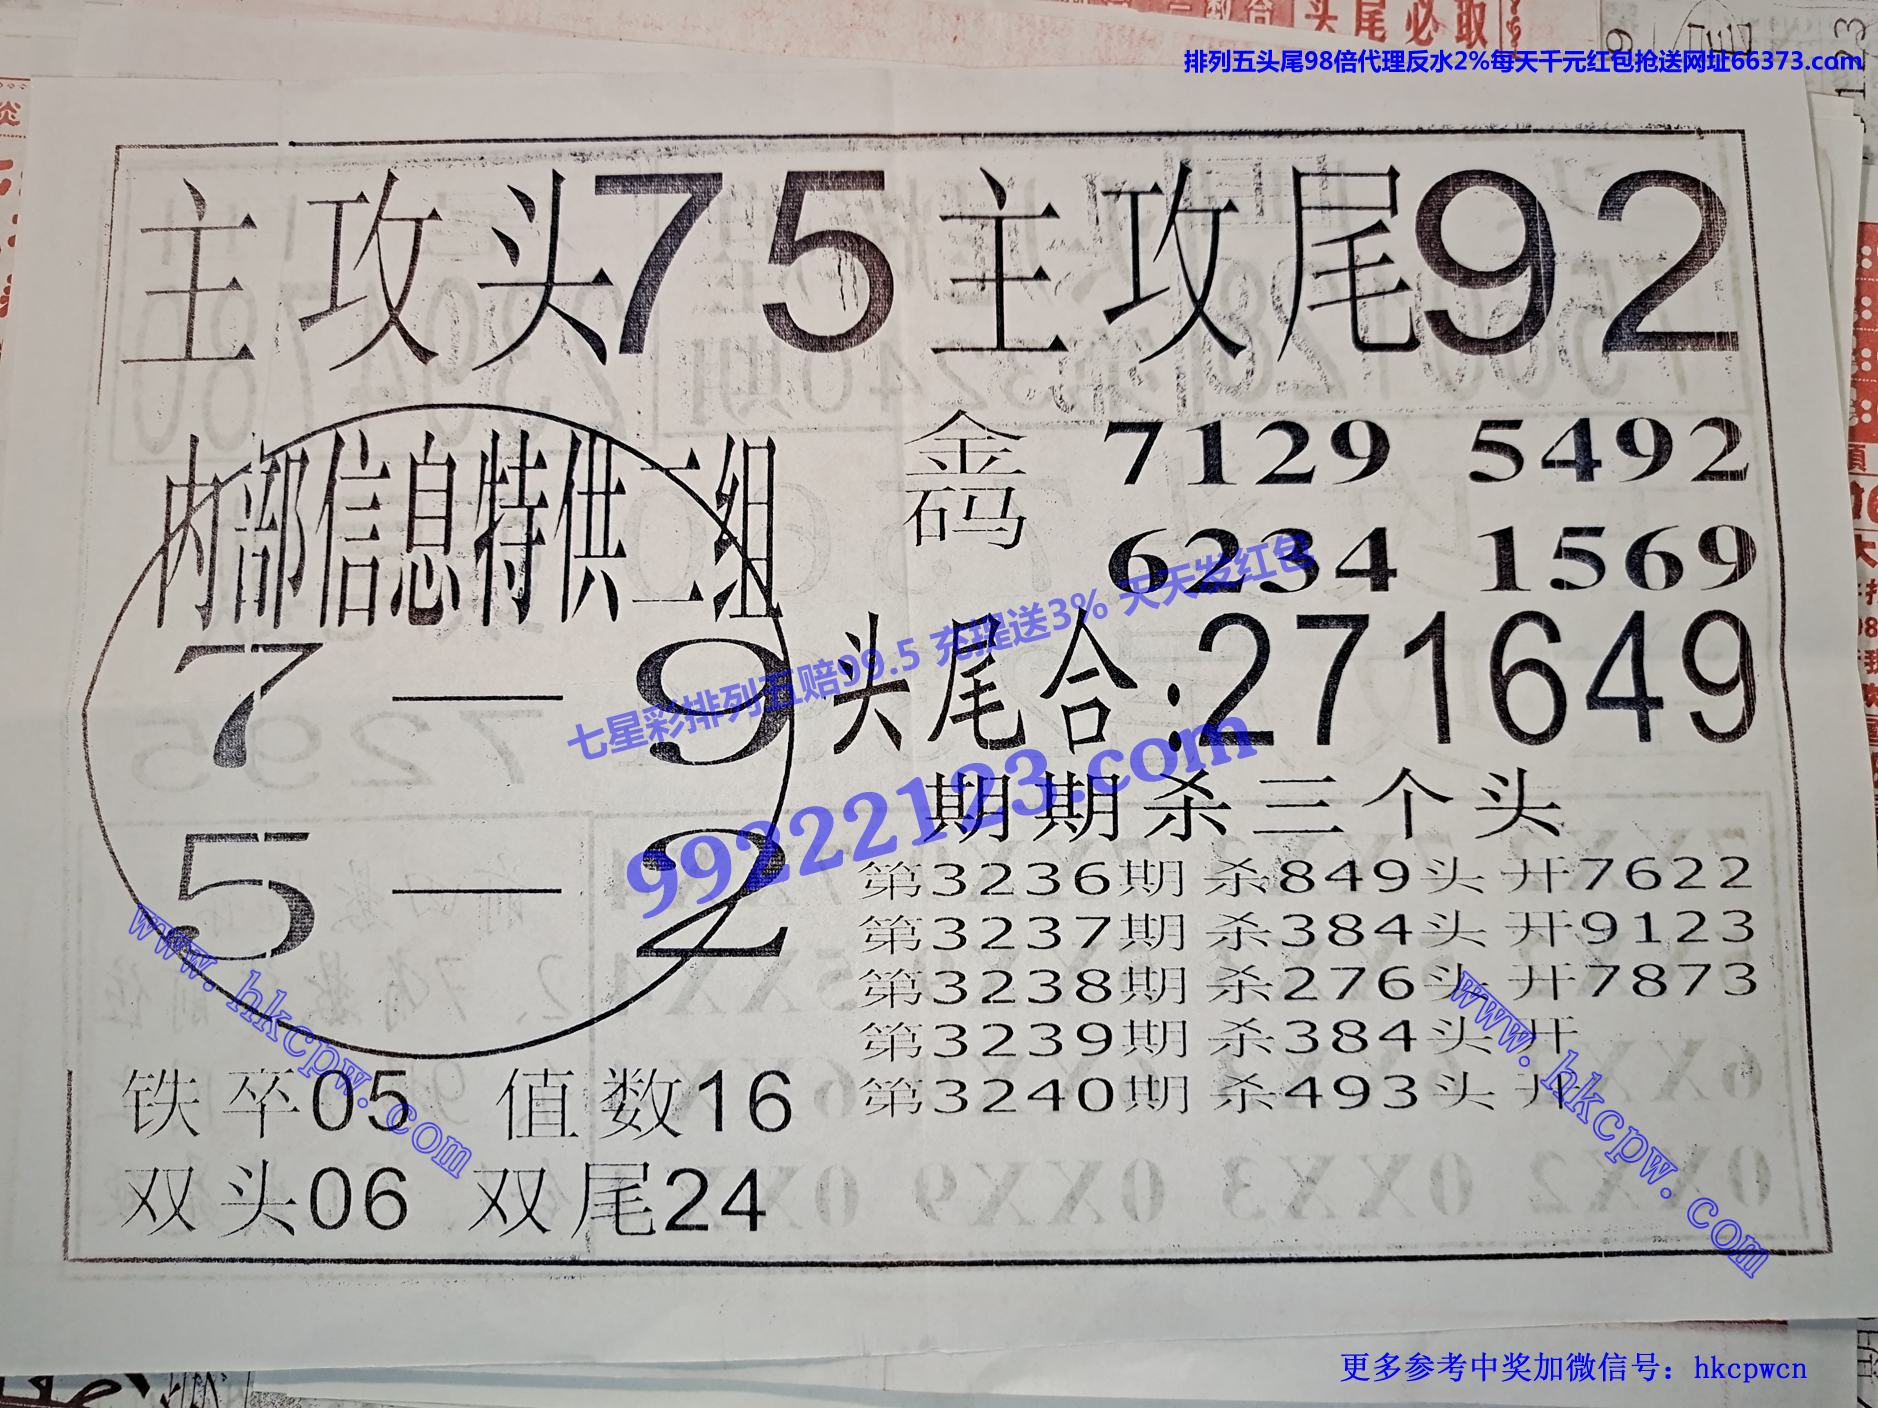 头尾必取
排列五头尾98倍代理反水2%每天千元红包抢送网址66373.com
主攻头75 主攻尾92
内部信息特供二组
7—9
5—2
金码 7129 5492
6234 1569
七星彩排列五赔99.5 充提送3% 天天发红包
头尾合:271649
99222123.com
期期杀三个头
第3236期杀849头开7622
第3237期杀384头开9123
第3238期杀276头开7873
第3239期杀384头开
第3240期杀493头开
www.hkcpw.com
www.hkcpw.com
铁卒05 值数16
双头06 双尾24
更多参考中奖加微信号：hkcpwcn